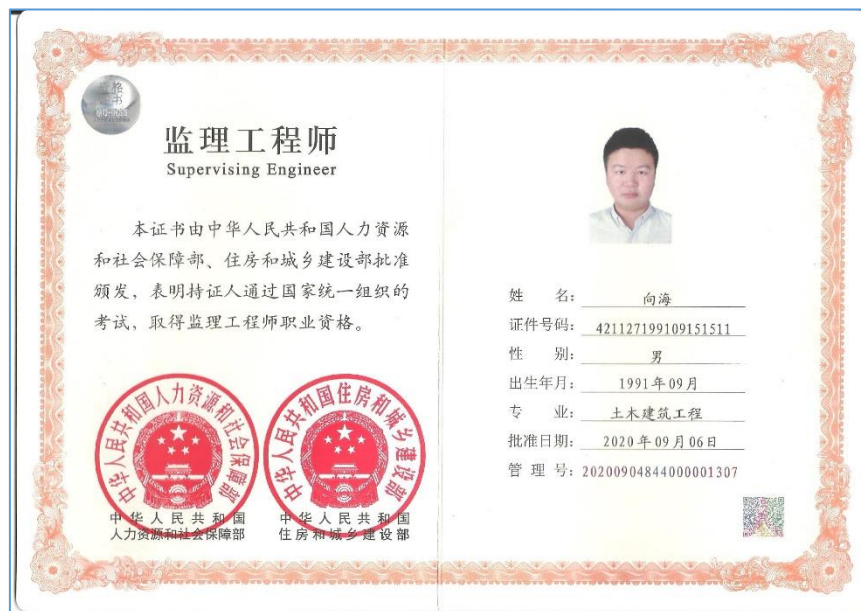 监理工程师
Supervising Engineer
本证书由中华人民共和国人力资源
和社会保障部、住房和城乡建设部批准
颁发，表明持证人通过国家统一组织的
考试，取得监理工程师职业资格。
中华人民共和国人力资源和社会保障部
中华人民共和国
人力资源和社会保障部
中华人民共和国住房和城乡建设部
中华人民共和国
住房和城乡建设部
姓名：向海
证件号码：421127199109151511
性别：男
出生年月：1991年09月
专业：土木建筑工程
批准日期：2020年09月06日
管理号：20200904844000001307